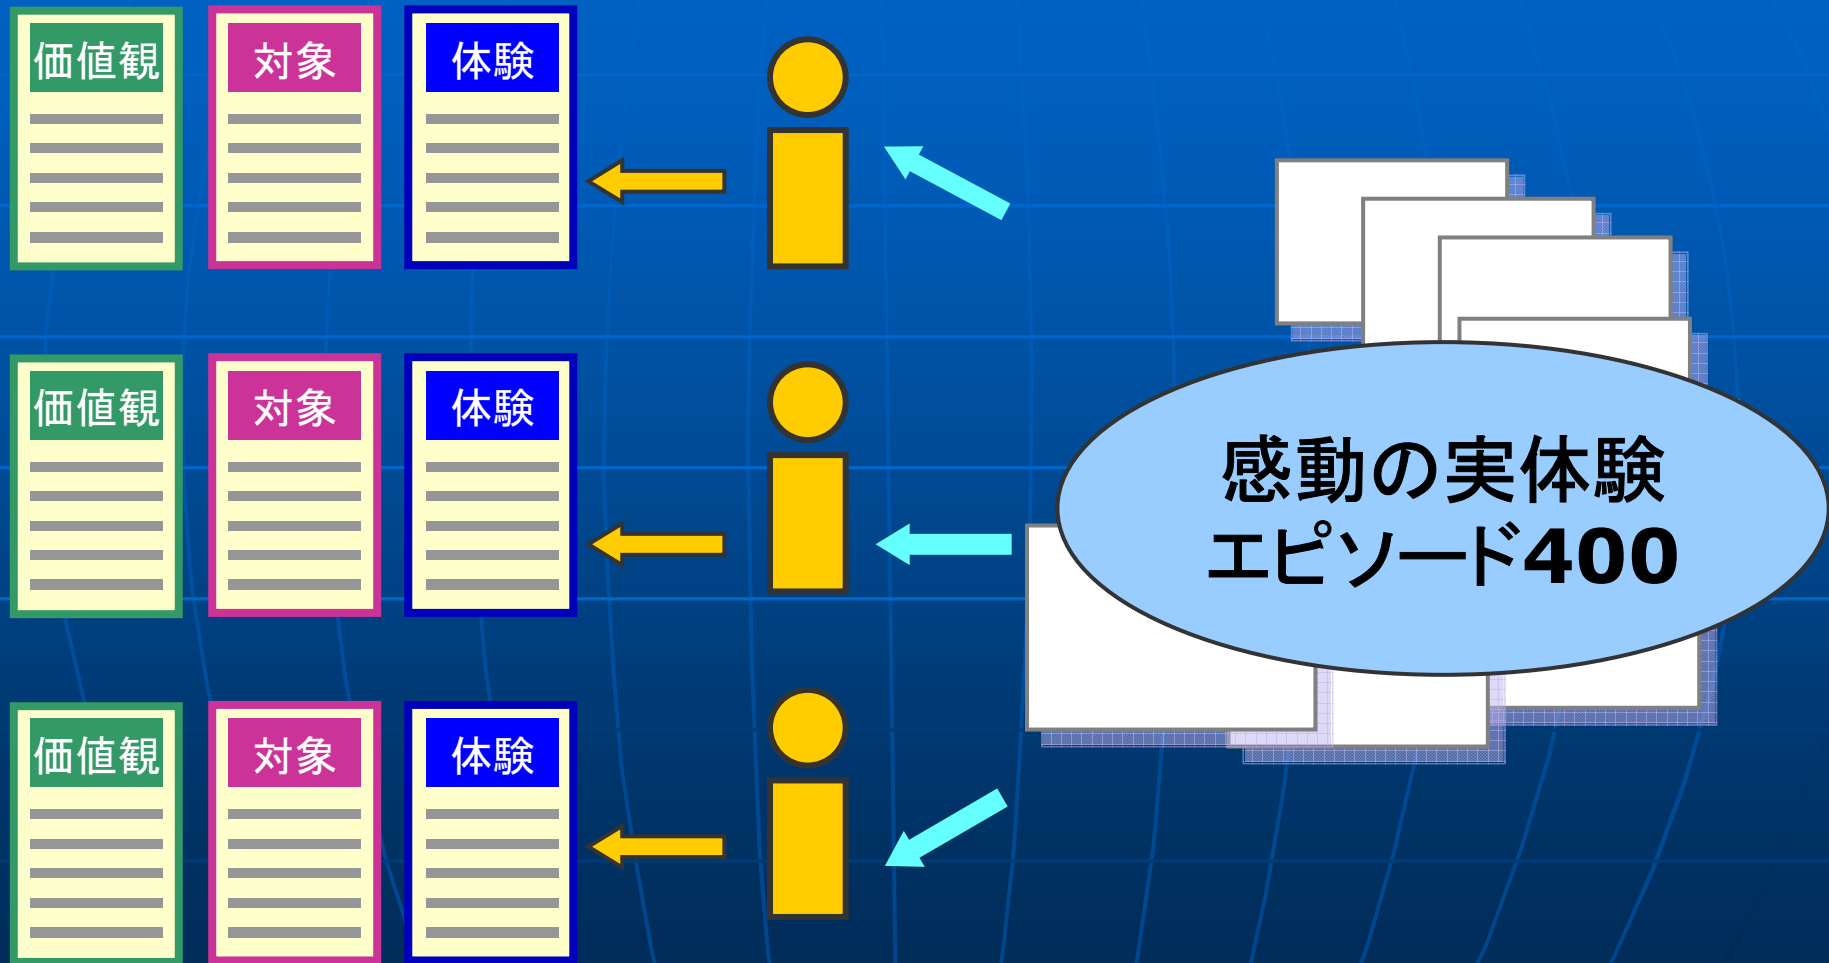 価値観
対象
体験
価値観
対象
体験
感動の実体験
エピソード400
価値観
対象
体験